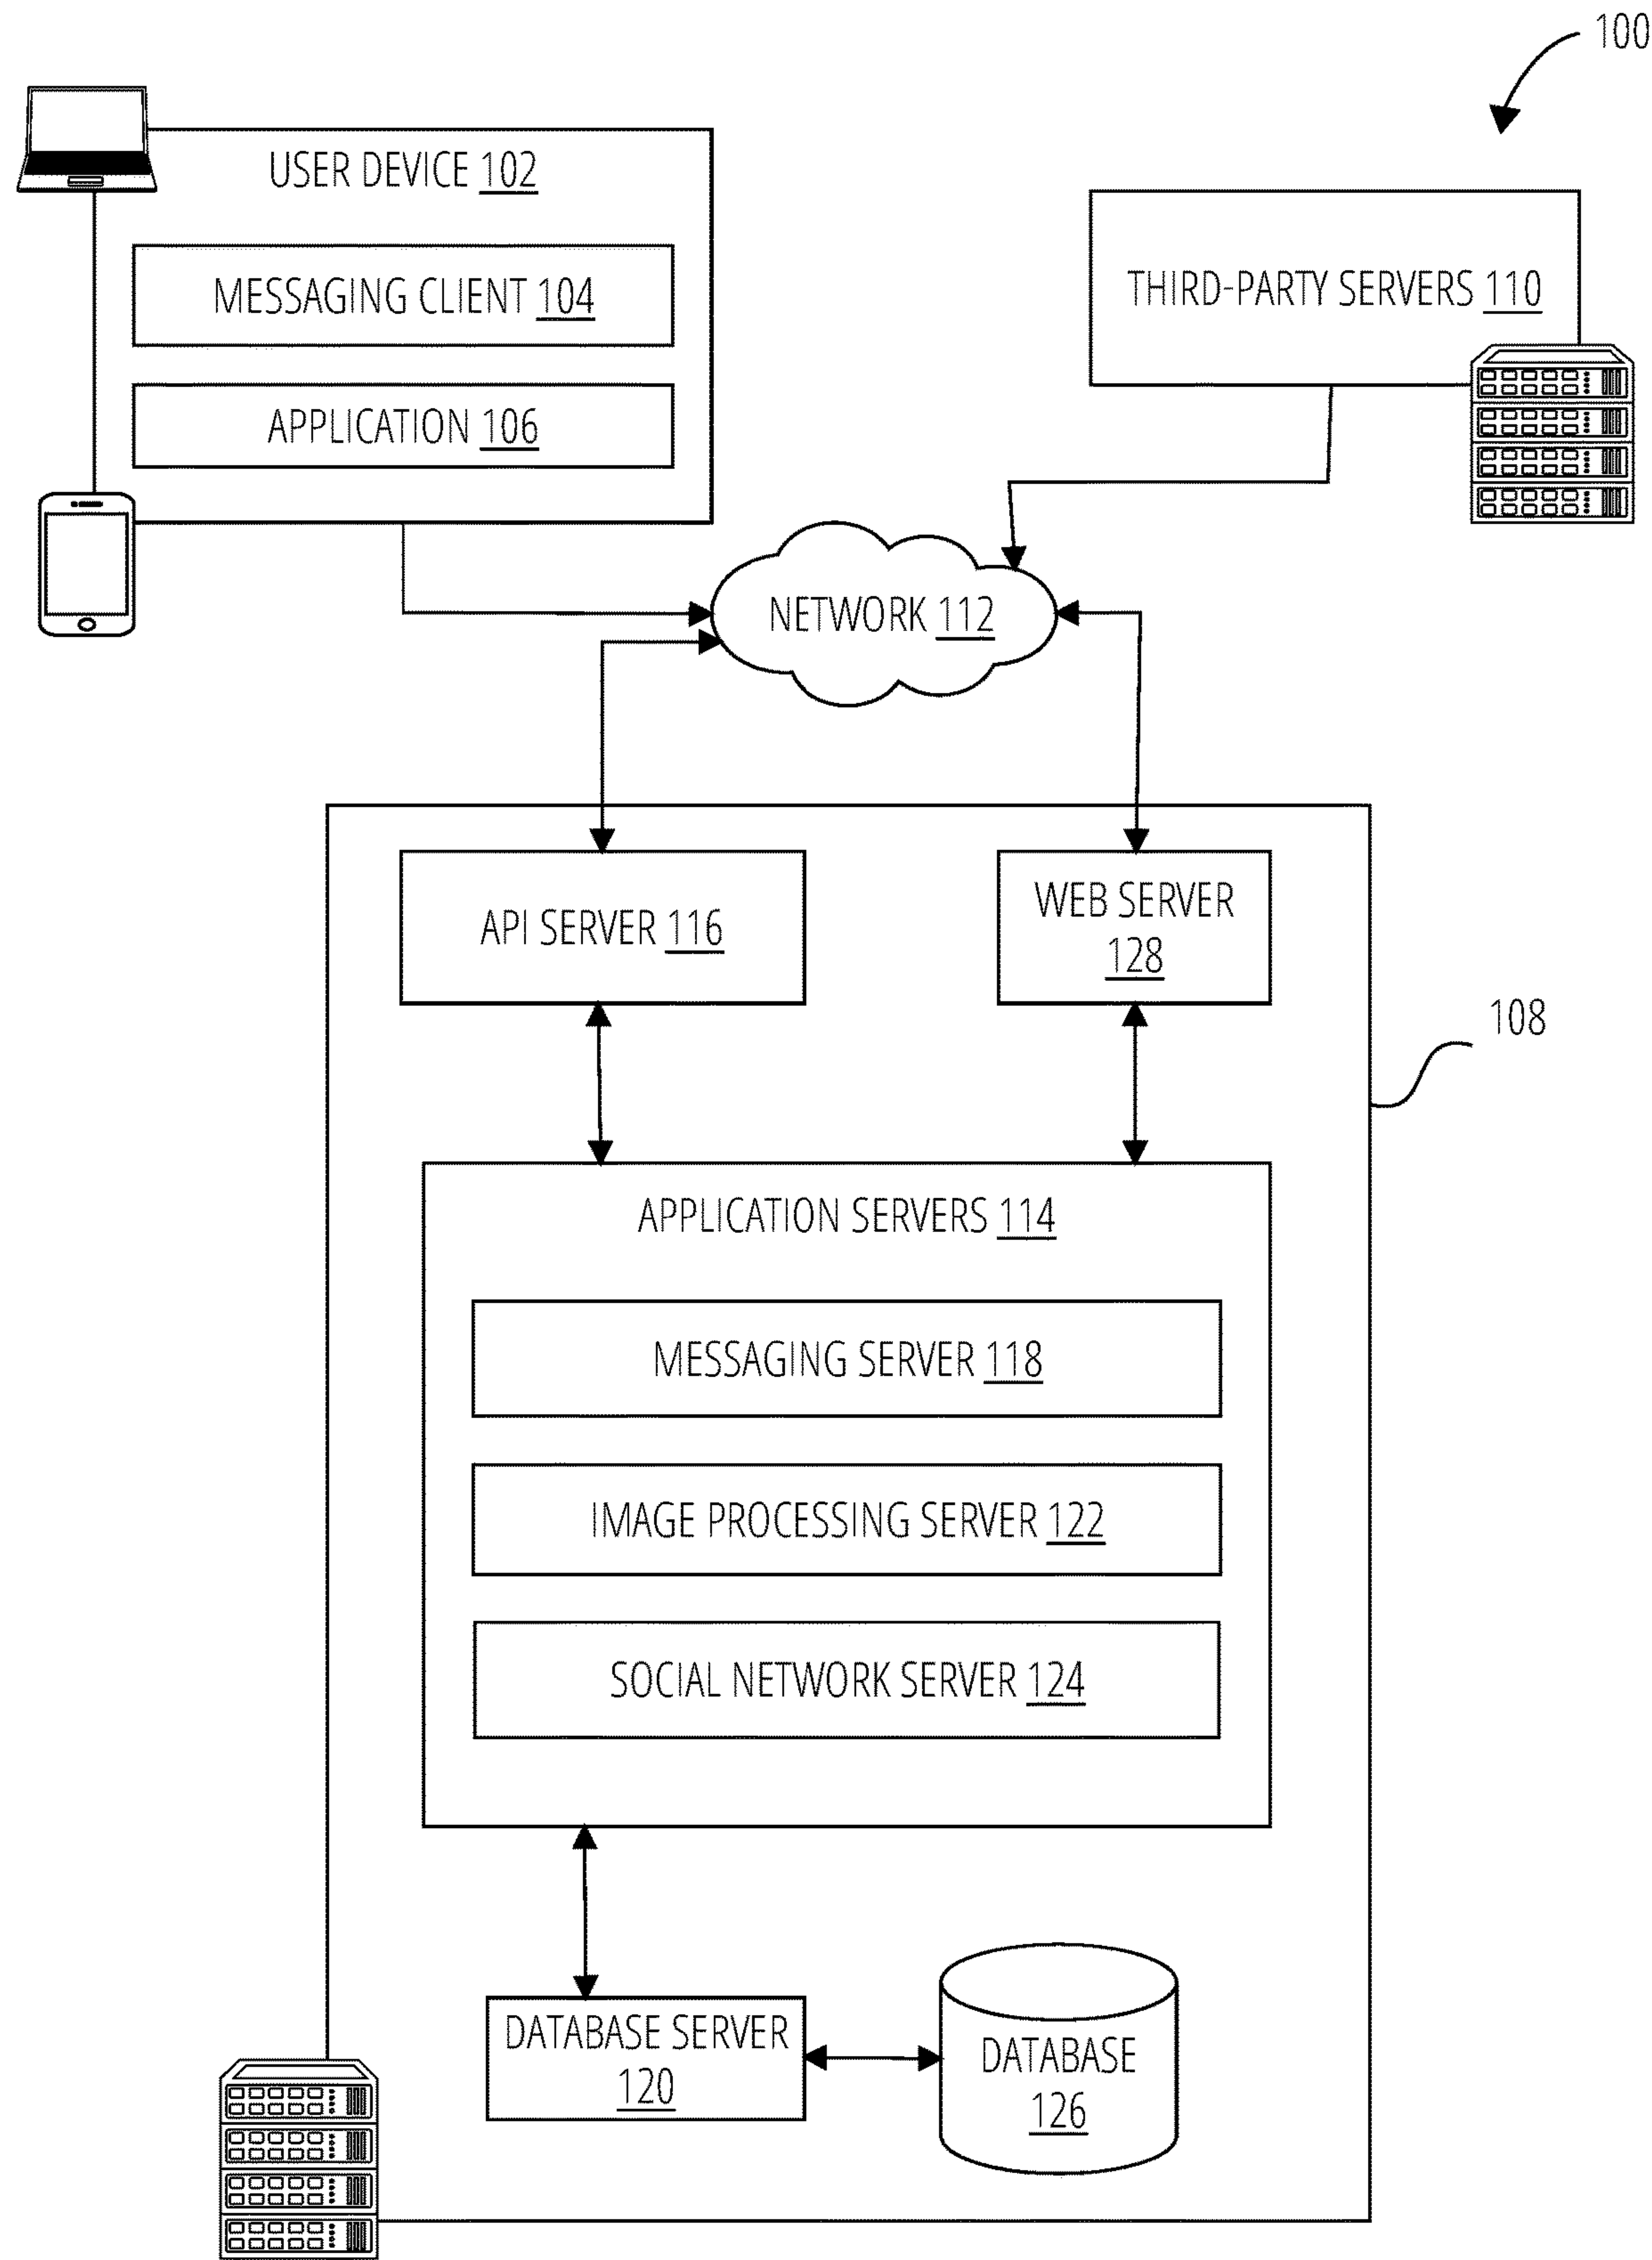 100
USER DEVICE 102
MESSAGING CLIENT 104
APPLICATION 106
THIRD-PARTY SERVERS 110
NETWORK 112
API SERVER 116
WEB SERVER
128
108
APPLICATION SERVERS 114
MESSAGING SERVER 118
IMAGE PROCESSING SERVER 122
SOCIAL NETWORK SERVER 124
DATABASE SERVER
120
DATABASE
126